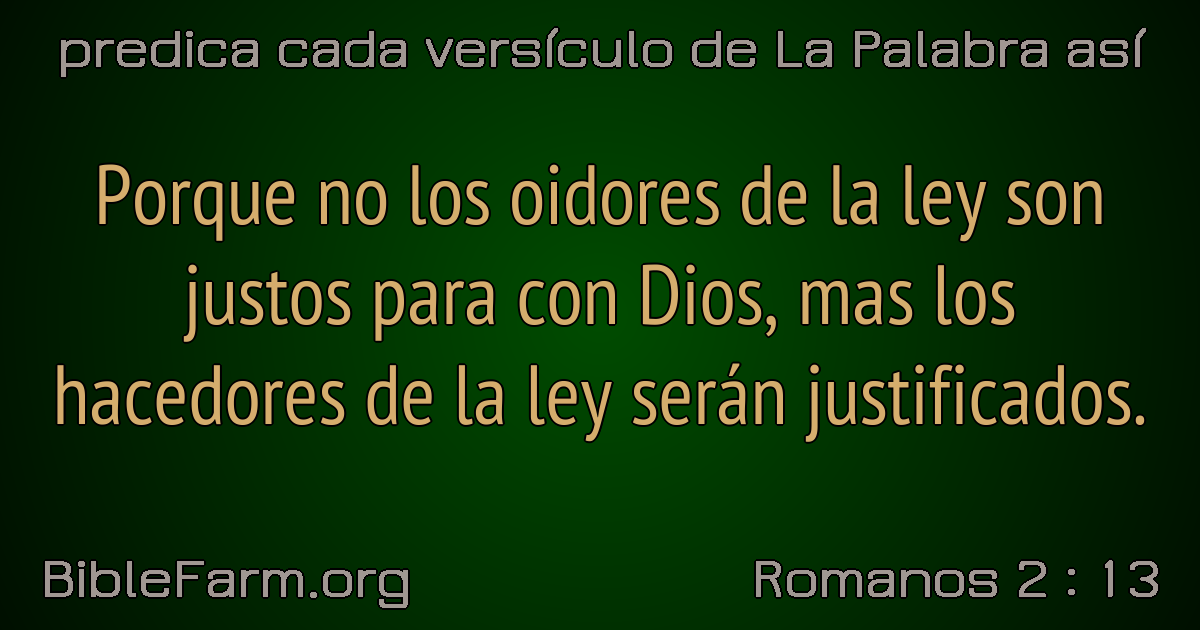 predica cada versículo de La Palabra así
Porque no los oidores de la ley son
justos para con Dios, mas los
hacedores de la ley serán justificados.
BibleFarm.org
Romanos 2 : 13